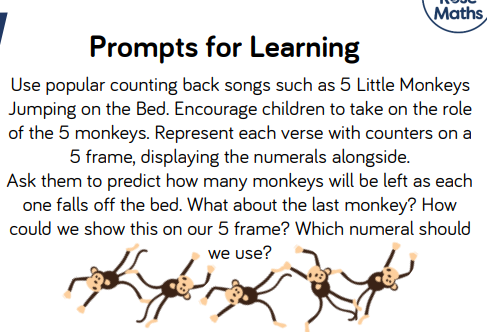 Maths
Prompts for Learning
Use popular counting back songs such as 5 Little Monkeys
Jumping on the Bed. Encourage children to take on the role
of the 5 monkeys. Represent each verse with counters on a
5 frame, displaying the numerals alongside.
Ask them to predict how many monkeys will be left as each
one falls off the bed. What about the last monkey? How
could we show this on our 5 frame? Which numeral should
we use?